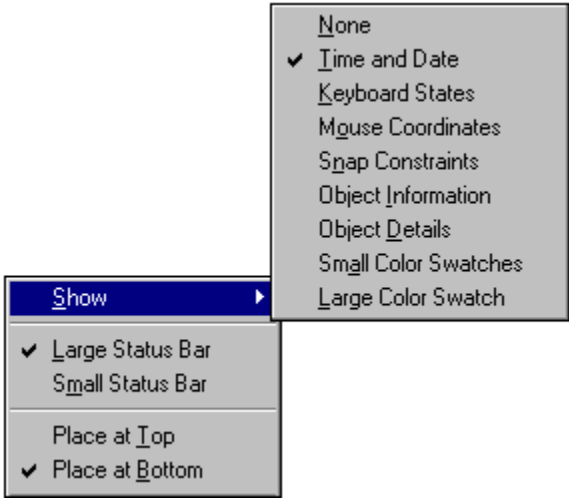 None
Time and Date
Keyboard States
Mouse Coordinates
Snap Constraints
Object Information
Object Details
Small Color Swatches
Large Color Swatch
Show
Large Status Bar
Small Status Bar
Place at Top
Place at Bottom